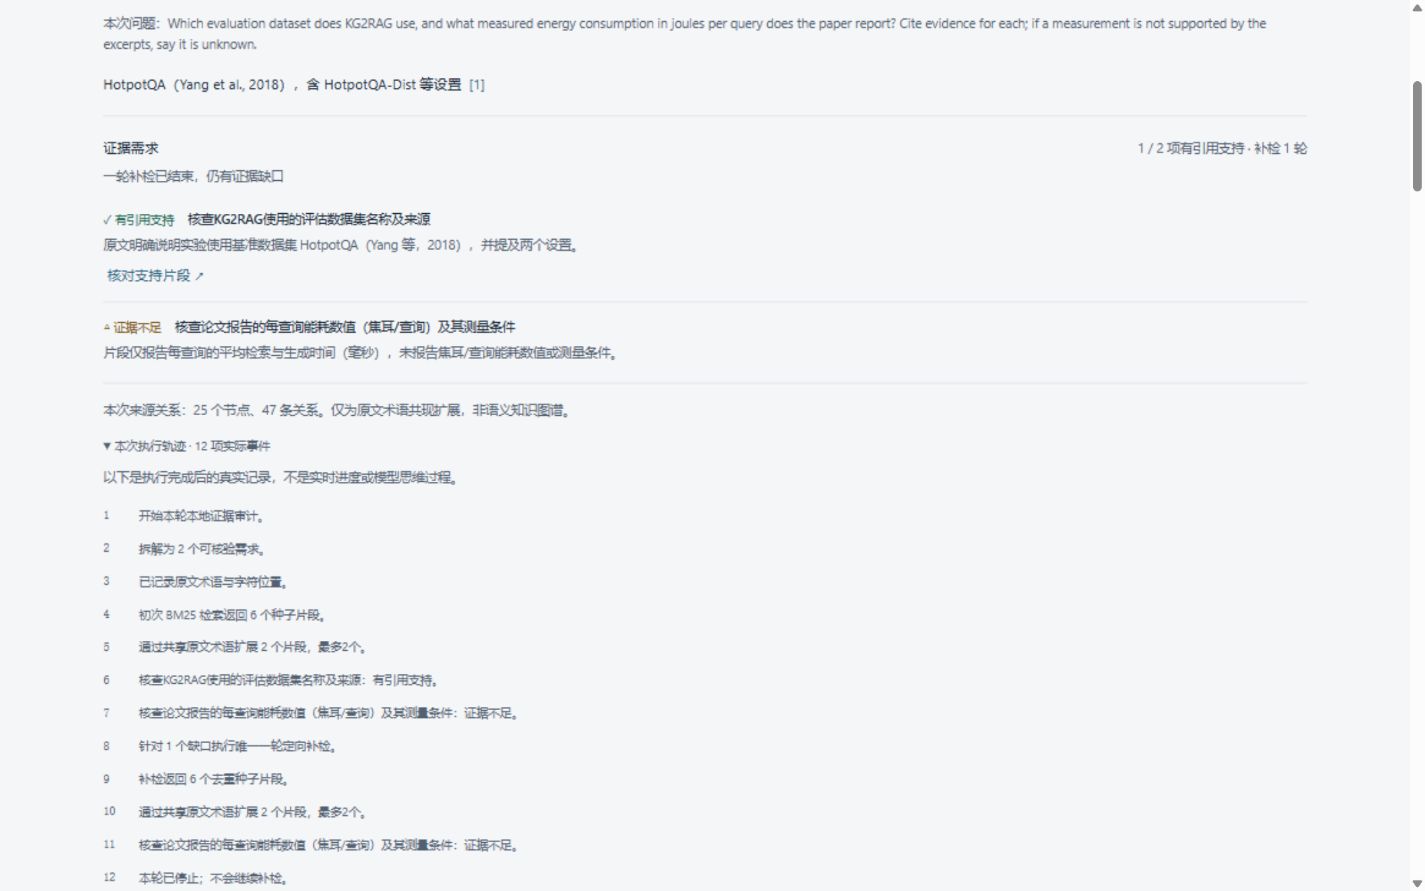 本次问题：Which evaluation dataset does KG2RAG use, and what measured energy consumption in joules per query does the paper report? Cite evidence for each; if a measurement is not supported by the
excerpts, say it is unknown.
HotpotQA（Yang et al., 2018），含 HotpotQA-Dist 等设置 [1]
证据需求
1 / 2 项有引用支持 · 补检 1 轮
一轮补检已结束，仍有证据缺口
✓ 有引用支持 核查KG2RAG使用的评估数据集名称及来源
原文明确说明实验使用基准数据集 HotpotQA（Yang 等，2018），并提及两个设置。
核对支持片段 ↗
▵ 证据不足 核查论文报告的每查询能耗数值（焦耳/查询）及其测量条件
片段仅报告每查询的平均检索与生成时间（毫秒），未报告焦耳/查询能耗数值或测量条件。
本次来源关系：25 个节点、47 条关系。仅为原文术语共现扩展，非语义知识图谱。
▼ 本次执行轨迹 · 12 项实际事件
以下是执行完成后的真实记录，不是实时进度或模型思维过程。
1 开始本轮本地证据审计。
2 拆解为 2 个可核验需求。
3 已记录原文术语与字符位置。
4 初次 BM25 检索返回 6 个种子片段。
5 通过共享原文术语扩展 2 个片段，最多2个。
6 核查KG2RAG使用的评估数据集名称及来源：有引用支持。
7 核查论文报告的每查询能耗数值（焦耳/查询）及其测量条件：证据不足。
8 针对 1 个缺口执行唯一一轮定向补检。
9 补检返回 6 个去重种子片段。
10 通过共享原文术语扩展 2 个片段，最多2个。
11 核查论文报告的每查询能耗数值（焦耳/查询）及其测量条件：证据不足。
12 本轮已停止；不会继续补检。